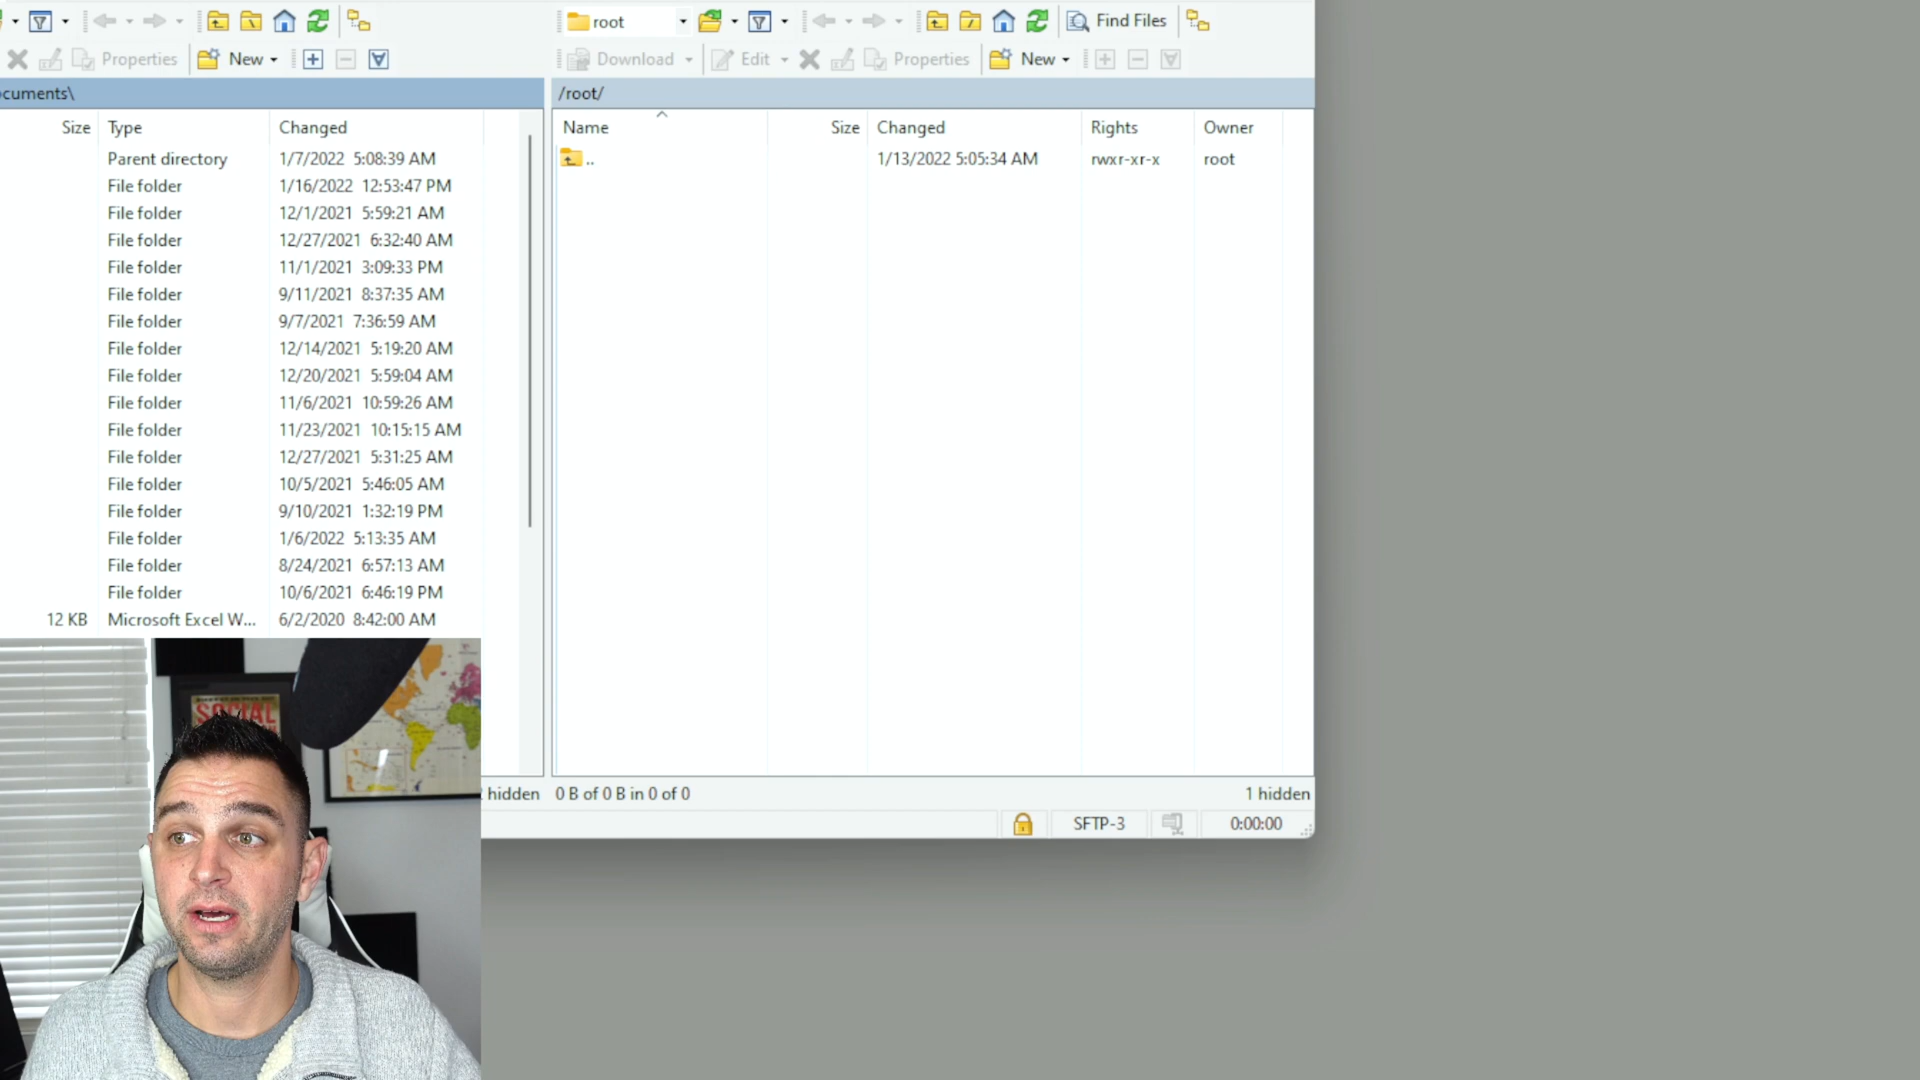 root
Find Files
Properties
New
Download
Edit
Properties
New
cuments\
/root/
Size Type Changed
Name Size Changed Rights Owner
Parent directory 1/7/2022 5:08:39 AM
.. 1/13/2022 5:05:34 AM rwxr-xr-x root
File folder 1/16/2022 12:53:47 PM
File folder 12/1/2021 5:59:21 AM
File folder 12/27/2021 6:32:40 AM
File folder 11/1/2021 3:09:33 PM
File folder 9/11/2021 8:37:35 AM
File folder 9/7/2021 7:36:59 AM
File folder 12/14/2021 5:19:20 AM
File folder 12/20/2021 5:59:04 AM
File folder 11/6/2021 10:59:26 AM
File folder 11/23/2021 10:15:15 AM
File folder 12/27/2021 5:31:25 AM
File folder 10/5/2021 5:46:05 AM
File folder 9/10/2021 1:32:19 PM
File folder 1/6/2022 5:13:35 AM
File folder 8/24/2021 6:57:13 AM
File folder 10/6/2021 6:46:19 PM
12 KB Microsoft Excel W... 6/2/2020 8:42:00 AM
hidden
0 B of 0 B in 0 of 0
1 hidden
SFTP-3
0:00:00
SOCIAL